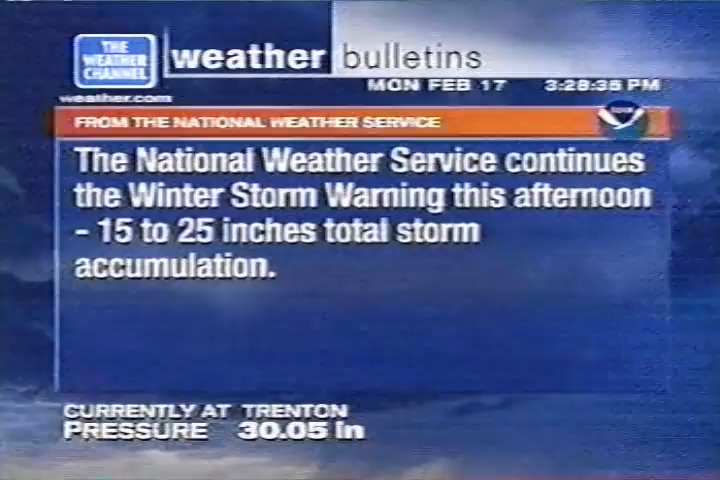 THE
WEATHER
CHANNEL
weather bulletins
MON FEB 17 3:28:36 PM
weather.com
FROM THE NATIONAL WEATHER SERVICE
The National Weather Service continues
the Winter Storm Warning this afternoon
- 15 to 25 inches total storm
accumulation.
CURRENTLY AT TRENTON
PRESSURE 30.05 in